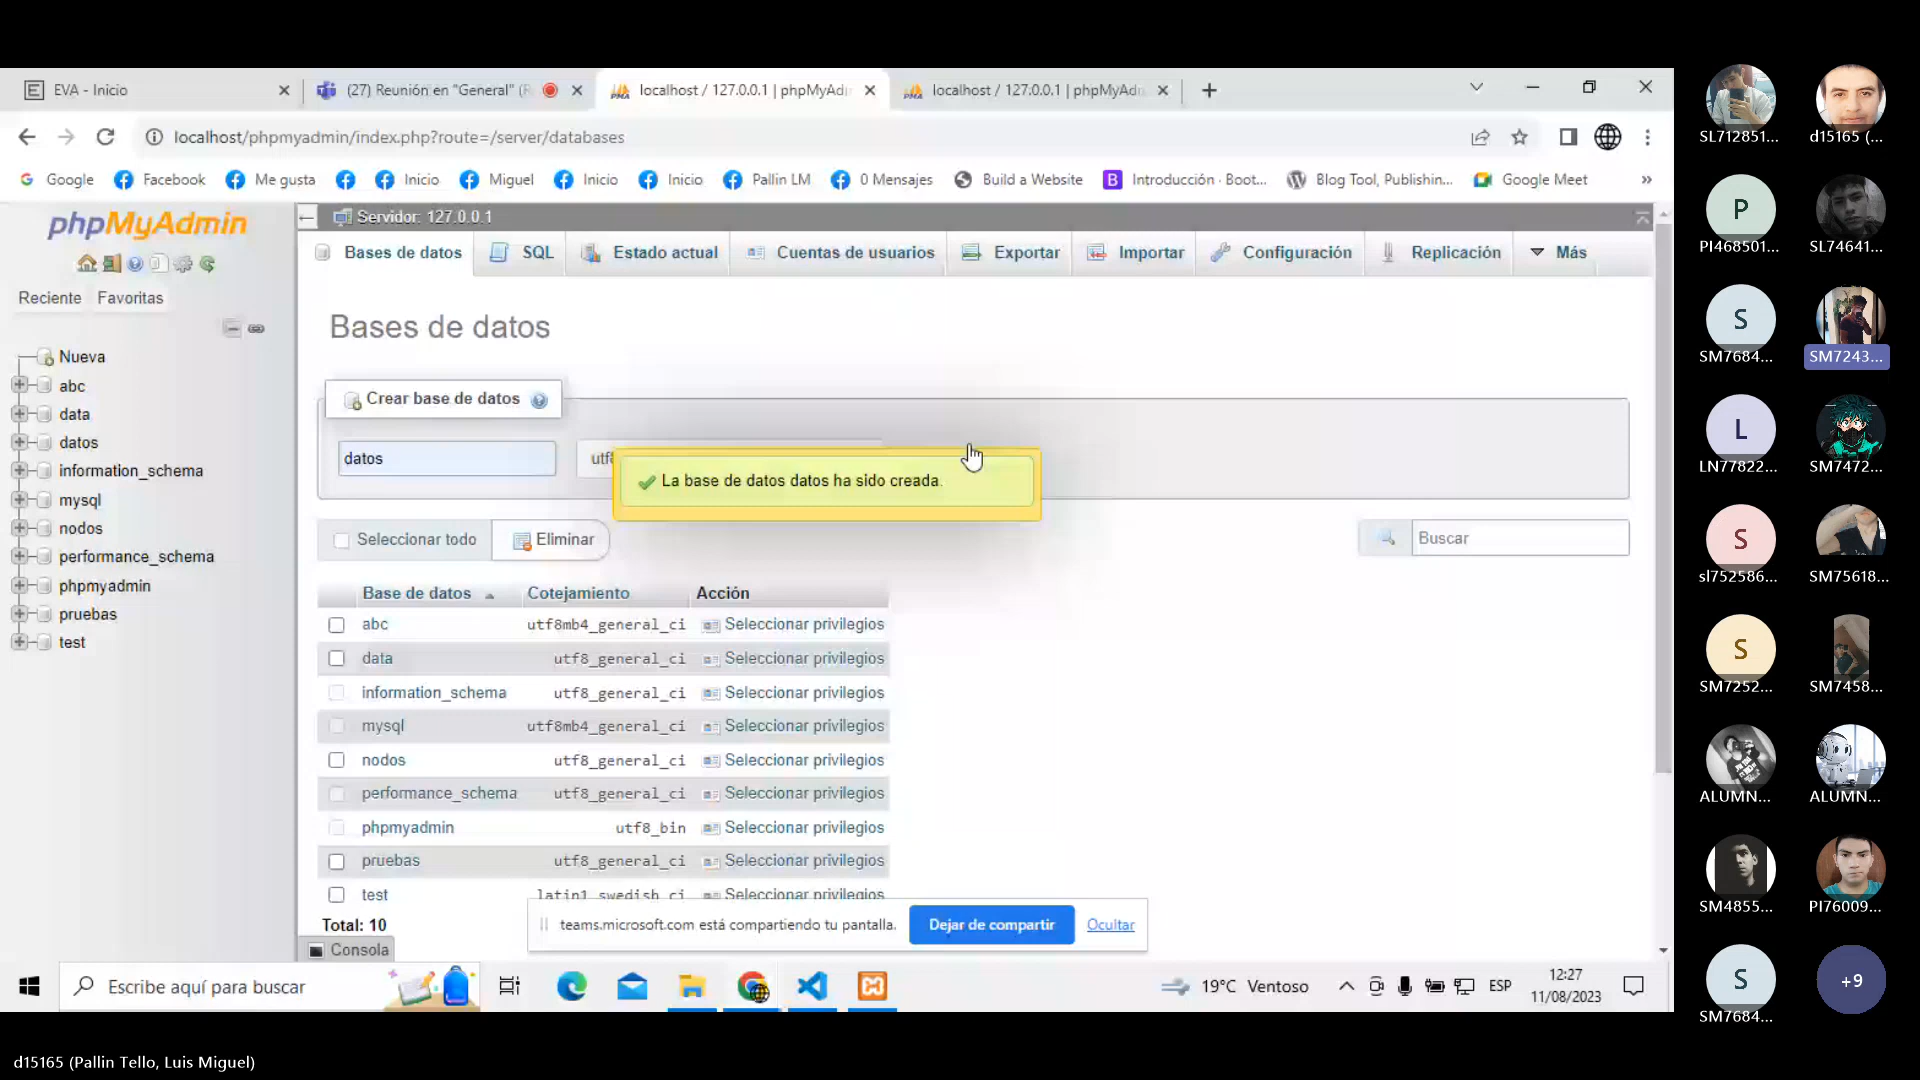 EVA - Inicio
(27) Reunión en "General" (R
localhost / 127.0.0.1 | phpMyAdn
localhost / 127.0.0.1 | phpMyAdn
localhost/phpmyadmin/index.php?route=/server/databases
Google
Facebook
Me gusta
Inicio
Miguel
Inicio
Inicio
Pallin LM
0 Mensajes
Build a Website
Introducción · Boot...
Blog Tool, Publishin...
Google Meet
»
phpMyAdmin
Reciente
Favoritas
Nueva
abc
data
datos
information_schema
mysql
nodos
performance_schema
phpmyadmin
pruebas
test
Servidor: 127.0.0.1
Bases de datos
SQL
Estado actual
Cuentas de usuarios
Exportar
Importar
Configuración
Replicación
Más
Bases de datos
Crear base de datos
datos
utf8
La base de datos datos ha sido creada.
Seleccionar todo
Eliminar
Buscar
Base de datos
Cotejamiento
Acción
abc utf8mb4_general_ci Seleccionar privilegios
data utf8_general_ci Seleccionar privilegios
information_schema utf8_general_ci Seleccionar privilegios
mysql utf8mb4_general_ci Seleccionar privilegios
nodos utf8_general_ci Seleccionar privilegios
performance_schema utf8_general_ci Seleccionar privilegios
phpmyadmin utf8_bin Seleccionar privilegios
pruebas utf8_general_ci Seleccionar privilegios
test latin1_swedish_ci Seleccionar privilegios
Total: 10
Consola
teams.microsoft.com está compartiendo tu pantalla.
Dejar de compartir
Ocultar
Escribe aquí para buscar
19°C Ventoso
ESP
12:27
11/08/2023
SL712851...
d15165 (...
P
PI468501...
SL74641...
S
SM7684...
SM7243...
L
LN77822...
SM7472...
S
sl752586...
SM75618...
S
SM7252...
SM7458...
ALUMN...
ALUMN...
SM4855...
PI76009...
S
SM7684...
+9
d15165 (Pallin Tello, Luis Miguel)